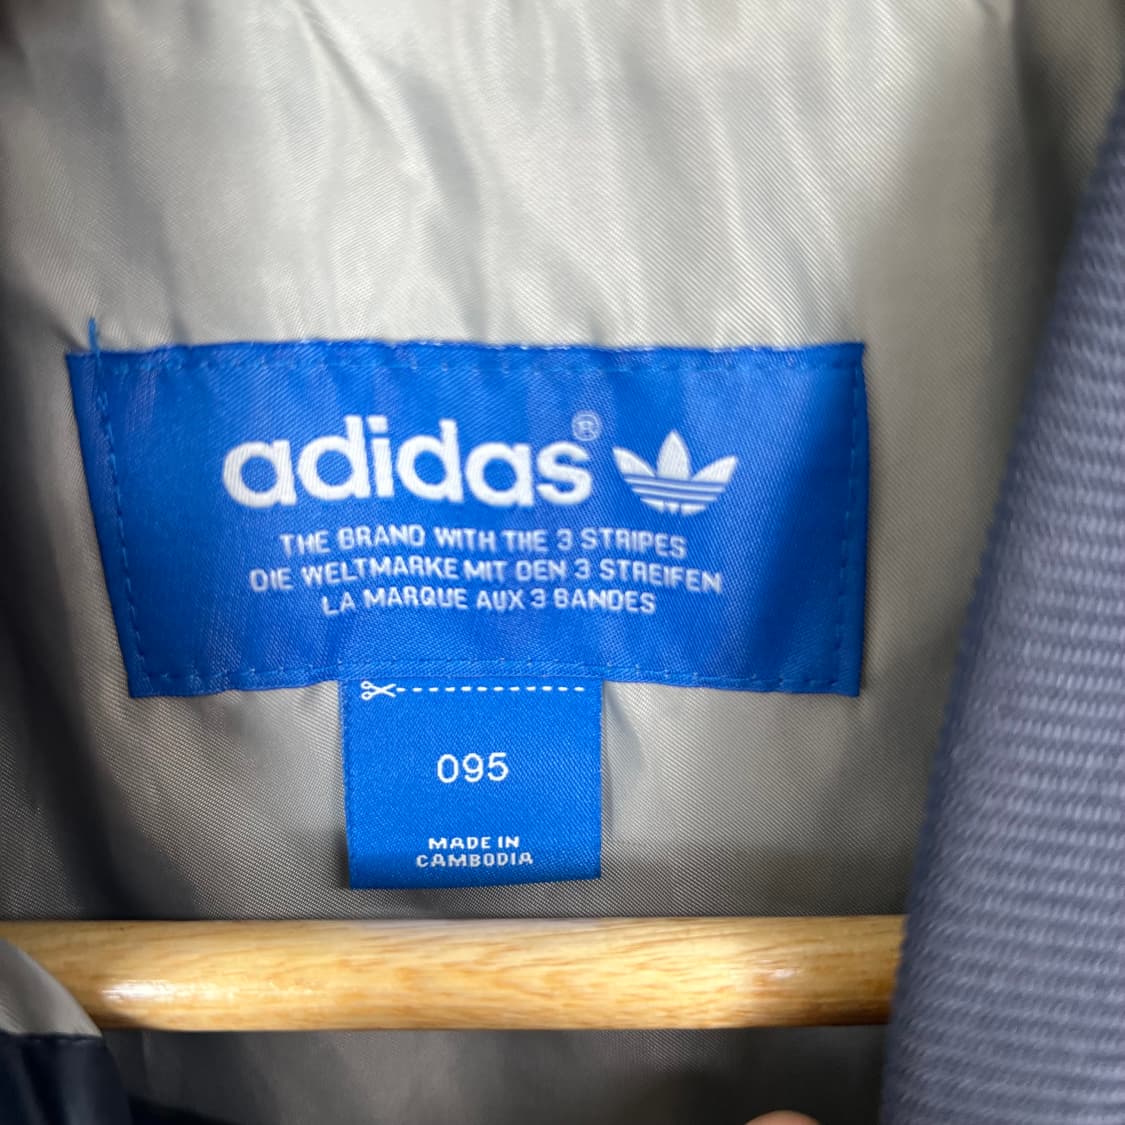 adidas®
THE BRAND WITH THE 3 STRIPES
DIE WELTMARKE MIT DEN 3 STREIFEN
LA MARQUE AUX 3 BANDES
095
MADE IN
CAMBODIA